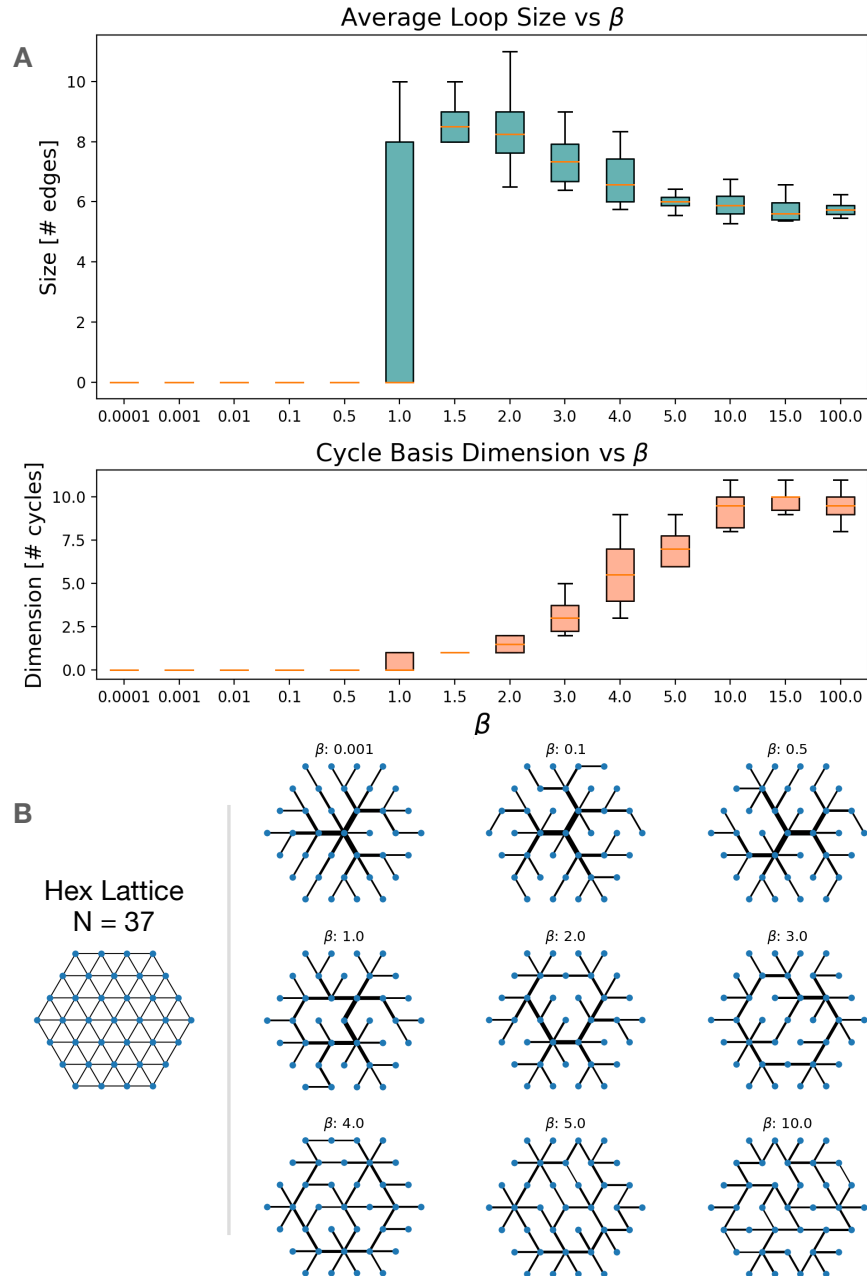 Average Loop Size vs β
A
Size [# edges]
10
8
6
4
2
0
0.0001 0.001 0.01 0.1 0.5 1.0 1.5 2.0 3.0 4.0 5.0 10.0 15.0 100.0
Cycle Basis Dimension vs β
Dimension [# cycles]
10.0
7.5
5.0
2.5
0.0
0.0001 0.001 0.01 0.1 0.5 1.0 1.5 2.0 3.0 4.0 5.0 10.0 15.0 100.0
β
B
Hex Lattice
N = 37
β: 0.001 β: 0.1 β: 0.5
β: 1.0 β: 2.0 β: 3.0
β: 4.0 β: 5.0 β: 10.0